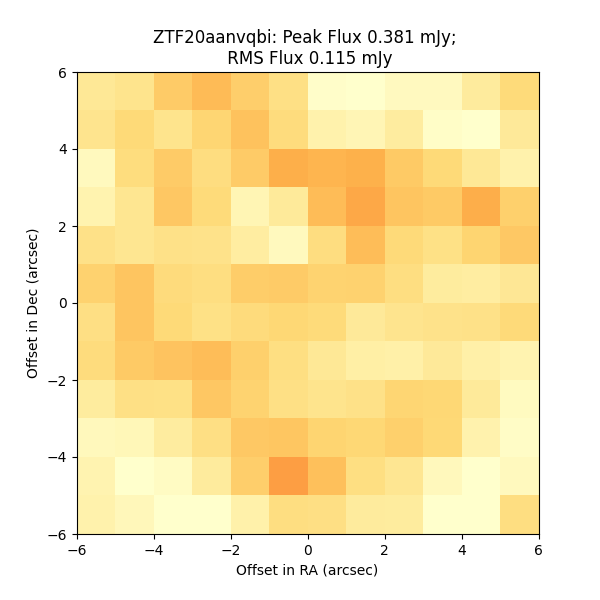 ZTF20aanvqbi: Peak Flux 0.381 mJy;
RMS Flux 0.115 mJy
6
4
2
0
−2
−4
−6
Offset in Dec (arcsec)
−6 −4 −2 0 2 4 6
Offset in RA (arcsec)